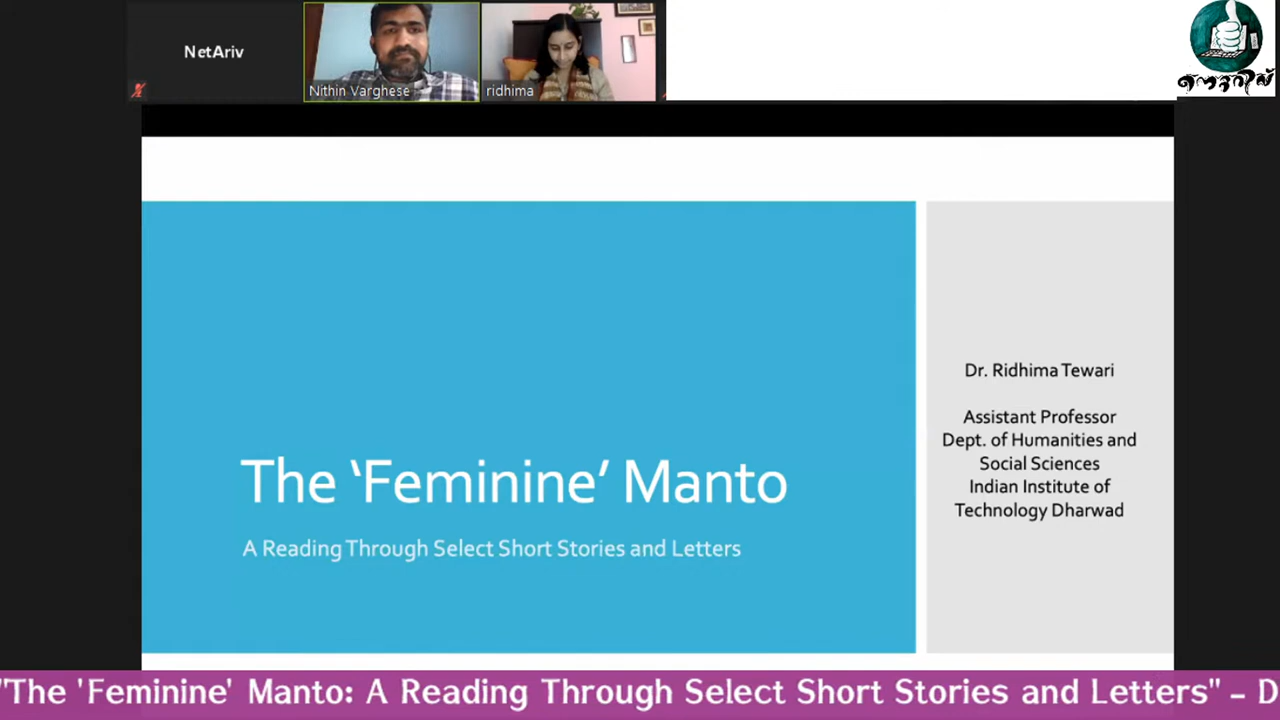 NetAriv
Nithin Varghese
ridhima
The ‘Feminine’ Manto
A Reading Through Select Short Stories and Letters
Dr. Ridhima Tewari
Assistant Professor
Dept. of Humanities and
Social Sciences
Indian Institute of
Technology Dharwad
"The 'Feminine' Manto: A Reading Through Select Short Stories and Letters" – D